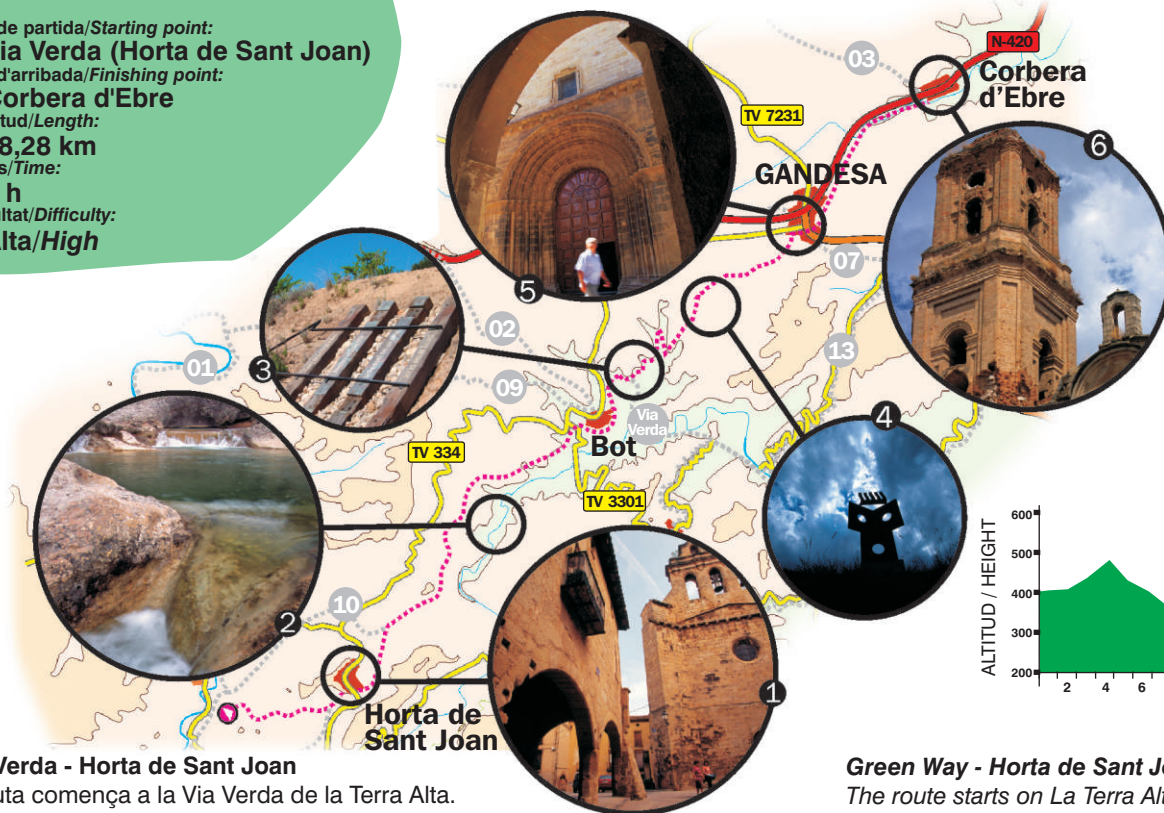 de partida/Starting point:
ia Verda (Horta de Sant Joan)
d'arribada/Finishing point:
Corbera d'Ebre
tud/Length:
8,28 km
s/Time:
h
ultat/Difficulty:
Alta/High
N-420
03
Corbera
d'Ebre
TV 7231
6
GANDESA
5
07
02
13
01
3
09
Via
Verda
4
Bot
TV 334
TV 3301
ALTITUD / HEIGHT
600
500
400
300
200
2
4
6
10
2
1
Horta de
Sant Joan
Verda - Horta de Sant Joan
uta comença a la Via Verda de la Terra Alta.
Green Way - Horta de Sant Jo
The route starts on La Terra Alt